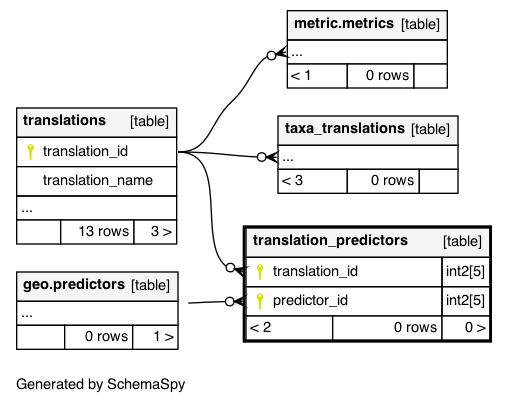 metric.metrics [table]
...
< 1 0 rows
translations [table]
translation_id
translation_name
...
13 rows 3 >
taxa_translations [table]
...
< 3 0 rows
translation_predictors [table]
translation_id int2[5]
predictor_id int2[5]
< 2 0 rows 0 >
geo.predictors [table]
...
0 rows 1 >
Generated by SchemaSpy